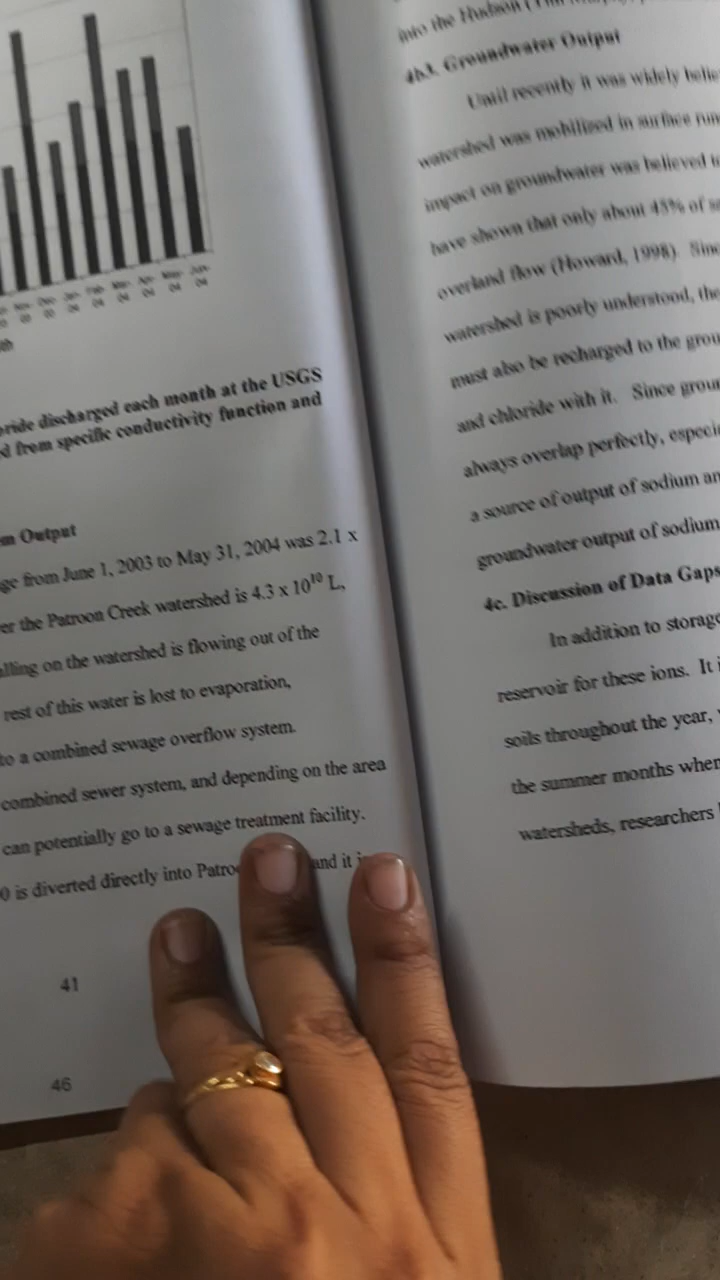 oride discharged each month at the USGS
d from specific conductivity function and
m Output
ge from June 1, 2003 to May 31, 2004 was 2.1 x
er the Patroon Creek watershed is 4.3 x 10¹⁰ L,
alling on the watershed is flowing out of the
rest of this water is lost to evaporation,
to a combined sewage overflow system.
combined sewer system, and depending on the area
can potentially go to a sewage treatment facility.
0 is diverted directly into Patroo and it i
41
46
into the Hudson
4b3. Groundwater Output
Until recently it was widely belie
watershed was mobilized in surface run
impact on groundwater was believed t
have shown that only about 45% of s
overland flow (Howard, 1998). Sinc
watershed is poorly understood, the
must also be recharged to the grou
and chloride with it. Since grour
always overlap perfectly, especi
a source of output of sodium an
groundwater output of sodium
4c. Discussion of Data Gaps
In addition to storage
reservoir for these ions. It i
soils throughout the year,
the summer months wher
watersheds, researchers